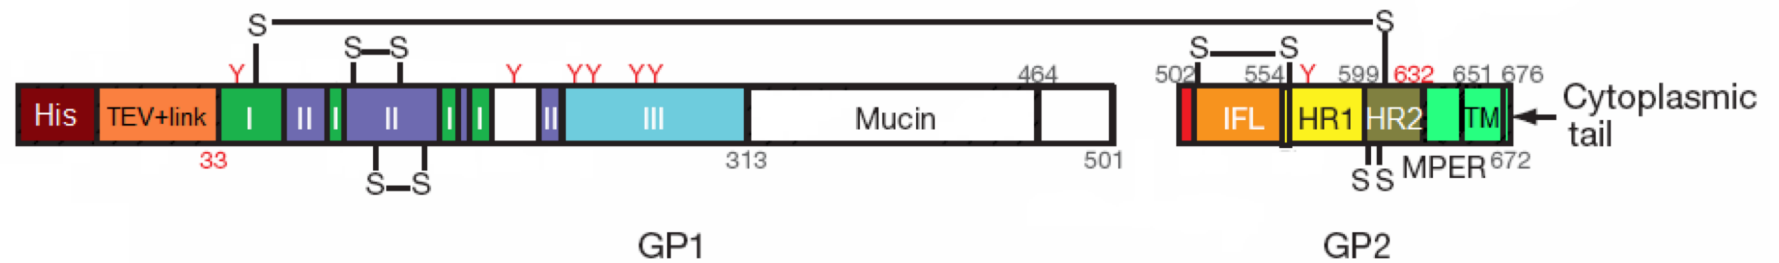 S S
S S S S
Y Y YY YY 464 502 554 Y 599 632 651 676
His TEV+link I II I II I I II III Mucin IFL HR1 HR2 TM Cytoplasmic
tail
33 313 501 MPER 672
S S S S
GP1 GP2